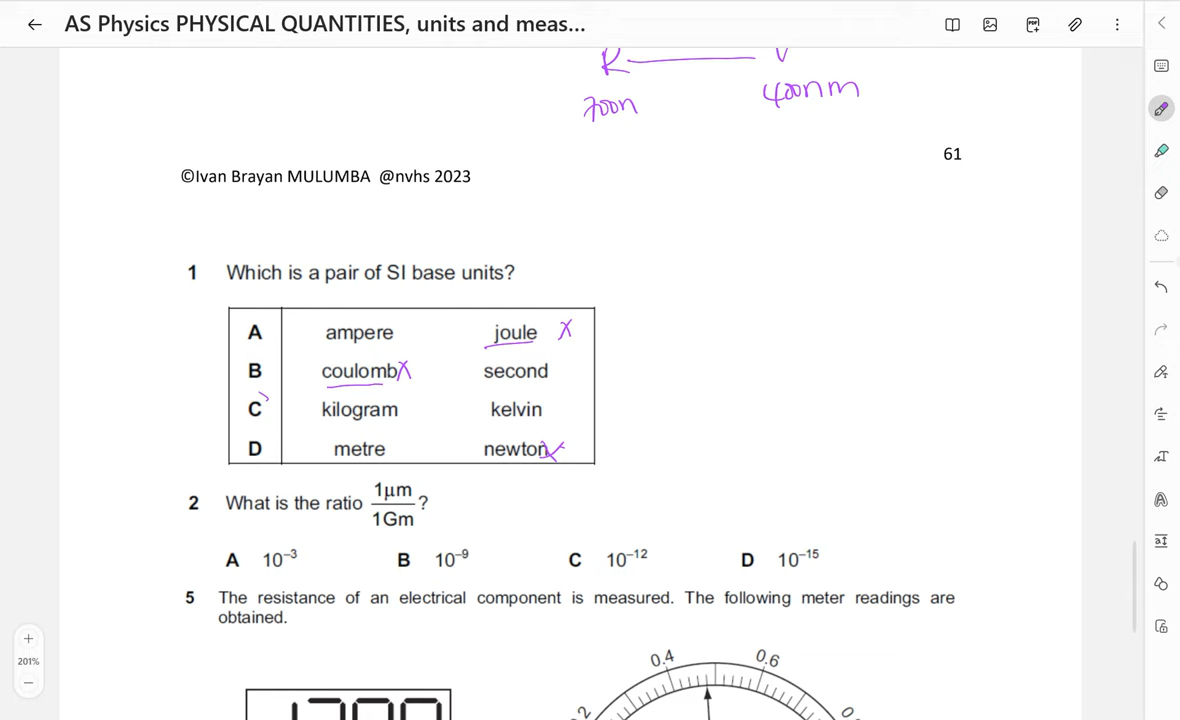 AS Physics PHYSICAL QUANTITIES, units and meas...
R V
700n 400nm
61
©Ivan Brayan MULUMBA @nvhs 2023
1 Which is a pair of SI base units?
A ampere joule X
B coulomb X second
C kilogram kelvin
D metre newton X
2 What is the ratio 1μm/1Gm?
A 10⁻³ B 10⁻⁹ C 10⁻¹² D 10⁻¹⁵
5 The resistance of an electrical component is measured. The following meter readings are
obtained.
0.4 0.6
201%